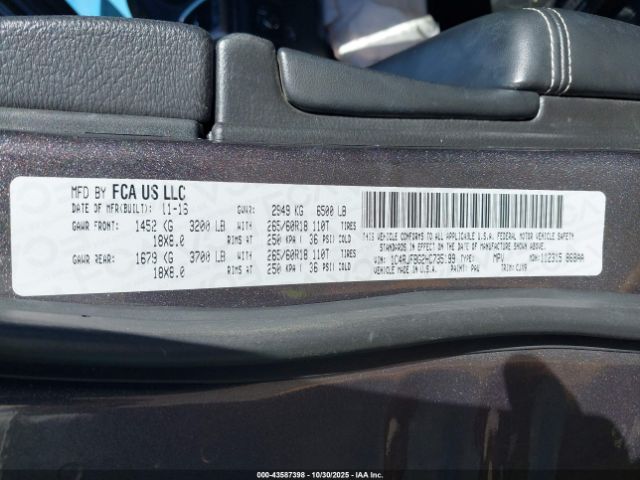 MFD BY FCA US LLC
DATE OF MFR(BUILT): 11-16 GVWR: 2949 KG 6500 LB
GAWR FRONT: 1452 KG 3200 LB WITH 265/60R18 110T TIRES
18X8.0 RIMS AT 250 KPA ( 36 PSI) COLD
GAWR REAR: 1679 KG 3700 LB WITH 265/60R18 110T TIRES
18X8.0 RIMS AT 250 KPA ( 36 PSI) COLD
THIS VEHICLE CONFORMS TO ALL APPLICABLE U.S.A. FEDERAL MOTOR VEHICLE SAFETY
STANDARDS IN EFFECT ON THE DATE OF MANUFACTURE SHOWN ABOVE.
VIN: TYPE: MPV MDH: 112315 868AA
VEHICLE MADE IN U.S.A. PAINT: PAU TRIM: CJX9
000-43587398 - 10/30/2025 - IAA Inc.